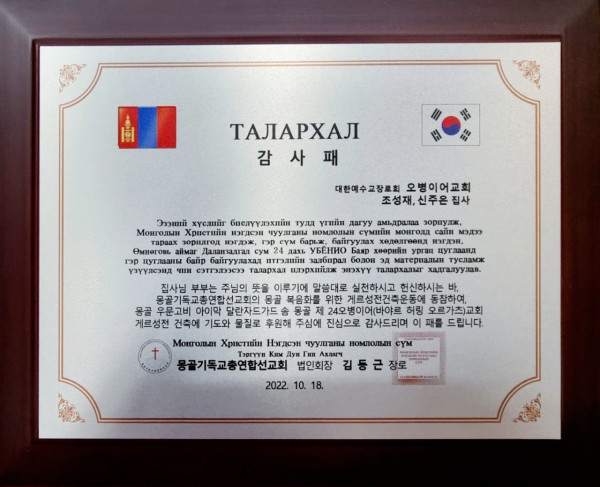 ТАЛАРХАЛ
감 사 패
대한예수교장로회 오병이어교회
조성재, 신주은 집사
Эзэний хүслийг биелүүлэхийн тулд үгийн дагуу амьдралаа зориулж,
Монголын Христийн нэгдсэн чуулганы номлолын сүмийн монголд сайн мэдээ
тараах зорилгод нэгдэж, гэр сүм барьж, байгуулах хөдөлгөөнд нэгдэн,
Өмнөговь аймаг Даланзадгад сум 24 дахь УБЁНИО Баяр хөөрийн ургац цуглаанд
гэр цуглааны байр байгуулахад итгэлийн залбирал болон эд материалын тусламж
үзүүлсэнд чин сэтгэлээсээ талархал илэрхийлж энэхүү талархалыг хадгалуулав.
집사님 부부는 주님의 뜻을 이루기에 말씀대로 실천하시고 헌신하시는 바,
몽골기독교총연합선교회의 몽골 복음화를 위한 게르성전건축운동에 동참하여,
몽골 우문고비 아이막 달란자드가드 솜 몽골 제 24오병이어(바야르 허링 오르가츠)교회
게르성전 건축에 기도와 물질로 후원해 주심에 진심으로 감사드리며 이 패를 드립니다.
Монголын Христийн Нэгдсэн чуулганы номлолын сүм
Тэргүүн Ким Дун Гин Ахлагч
몽골기독교총연합선교회 법인회장 김 동 근 장로
2022. 10. 18.